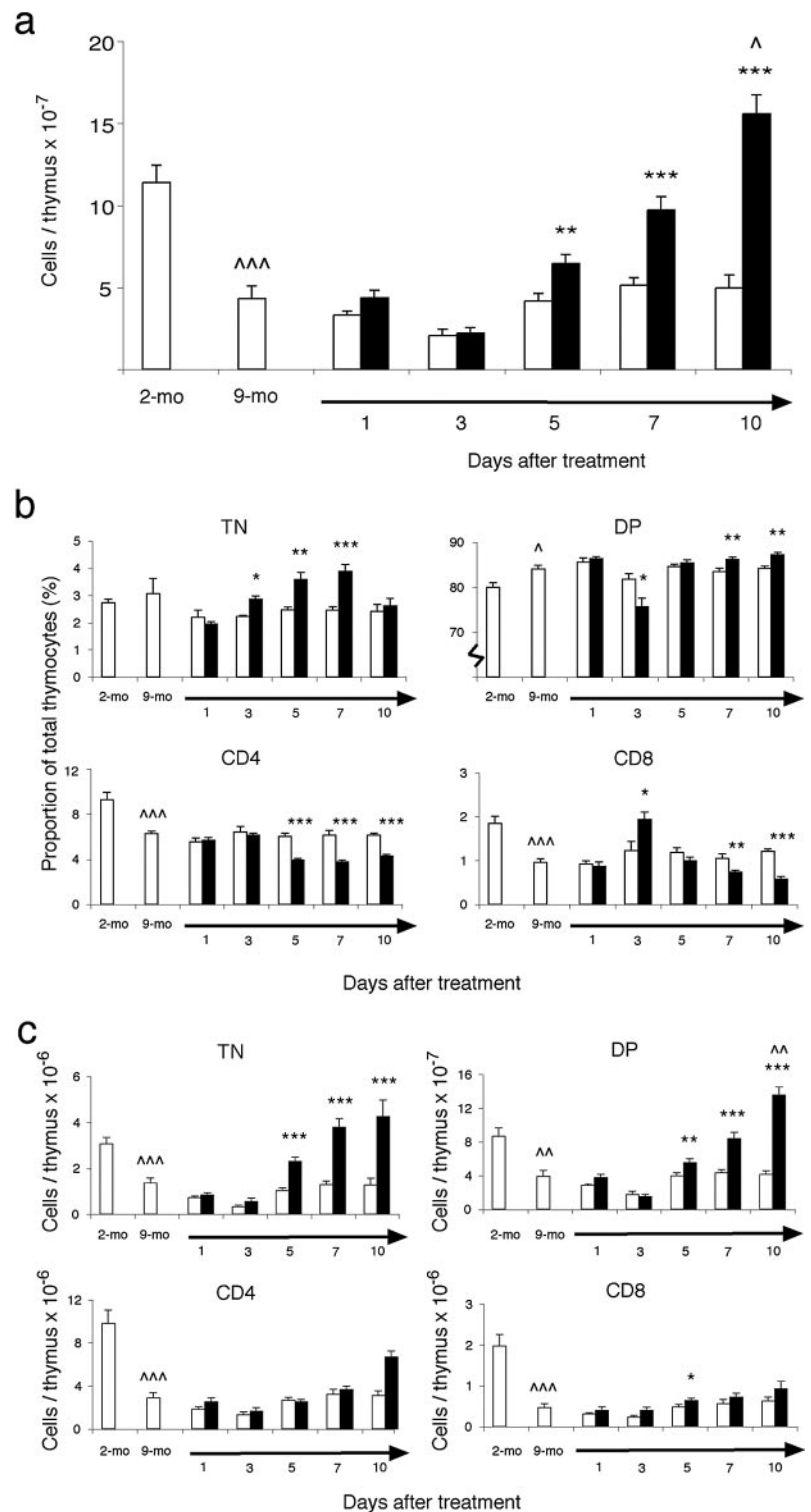 a
Cells / thymus x 10-7
20
15
10
5
^^^
**
***
^
***
2-mo 9-mo
1 3 5 7 10
Days after treatment
b
Proportion of total thymocytes (%)
TN
5
4
3
2
1
0
* ** ***
2-mo 9-mo 1 3 5 7 10
DP
90
80
70
^ * ** **
2-mo 9-mo 1 3 5 7 10
CD4
12
8
4
0
^^^ *** *** ***
2-mo 9-mo 1 3 5 7 10
CD8
3
2
1
0
^^^ * ** ***
2-mo 9-mo 1 3 5 7 10
Days after treatment
c
TN
Cells / thymus x 10-6
6
4
2
0
^^^ *** *** ***
2-mo 9-mo 1 3 5 7 10
DP
Cells / thymus x 10-7
16
12
8
4
0
^^
^^ ** *** ***
2-mo 9-mo 1 3 5 7 10
CD4
Cells / thymus x 10-6
12
8
4
0
^^^
2-mo 9-mo 1 3 5 7 10
CD8
Cells / thymus x 10-6
3
2
1
0
^^^ *
2-mo 9-mo 1 3 5 7 10
Days after treatment